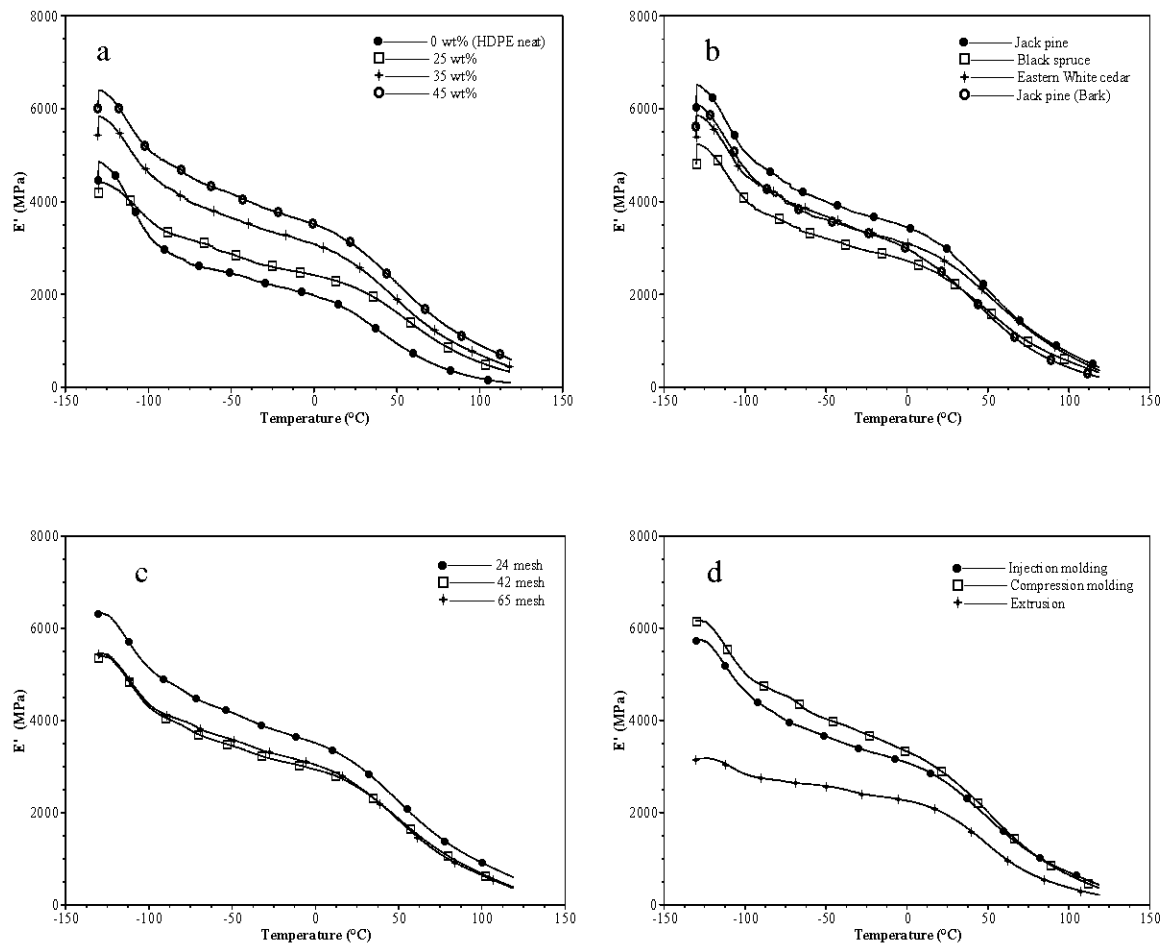 a
0 wt% (HDPE neat)
25 wt%
35 wt%
45 wt%
8000
6000
4000
2000
0
E' (MPa)
-150 -100 -50 0 50 100 150
Temperature (°C)
b
Jack pine
Black spruce
Eastern White cedar
Jack pine (Bark)
8000
6000
4000
2000
0
E' (MPa)
-150 -100 -50 0 50 100 150
Temperature (°C)
c
24 mesh
42 mesh
65 mesh
8000
6000
4000
2000
0
E' (MPa)
-150 -100 -50 0 50 100 150
Temperature (°C)
d
Injection molding
Compression molding
Extrusion
8000
6000
4000
2000
0
E' (MPa)
-150 -100 -50 0 50 100 150
Temperature (°C)